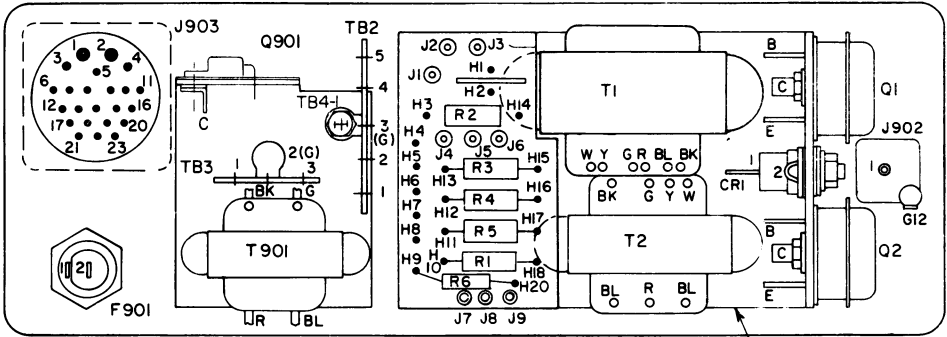 J903
Q901
TB2
J2
J3
H1
B
1 2
3 4
5
5
J1
H2
T1
C
Q1
6 11
4
C
TB4-1
H3
R2
H14
12 16
3
(G)
E
J902
17 20
H4
J4 J5 J6
21 23
TB3
1
2(G)
3
2
H5
R3
H13
H15
W Y G R BL BK
CR1
2
1
BK
G
1
H6
R4
H12
H16
BK G Y W
G12
H7
H17
B
T901
H8
R5
H11
T2
C
Q2
1 2
H9
H
10
R1
H18
R6
H20
BL R BL
E
F901
R BL
J7 J8 J9